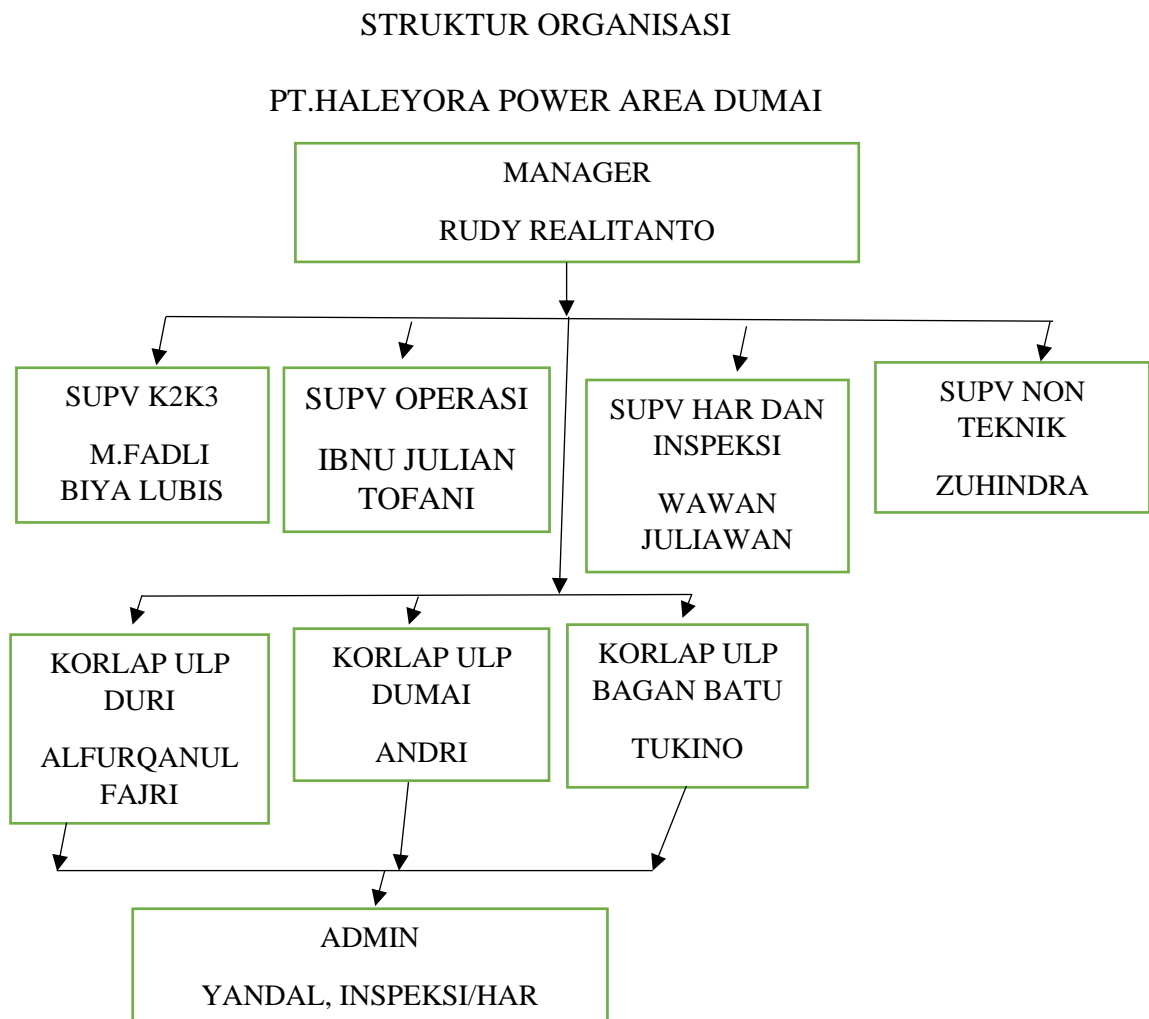 STRUKTUR ORGANISASI
PT.HALEYORA POWER AREA DUMAI
MANAGER
RUDY REALITANTO
SUPV K2K3
M.FADLI
BIYA LUBIS
SUPV OPERASI
IBNU JULIAN
TOFANI
SUPV HAR DAN
INSPEKSI
WAWAN
JULIAWAN
SUPV NON
TEKNIK
ZUHINDRA
KORLAP ULP
DURI
ALFURQANUL
FAJRI
KORLAP ULP
DUMAI
ANDRI
KORLAP ULP
BAGAN BATU
TUKINO
ADMIN
YANDAL, INSPEKSI/HAR